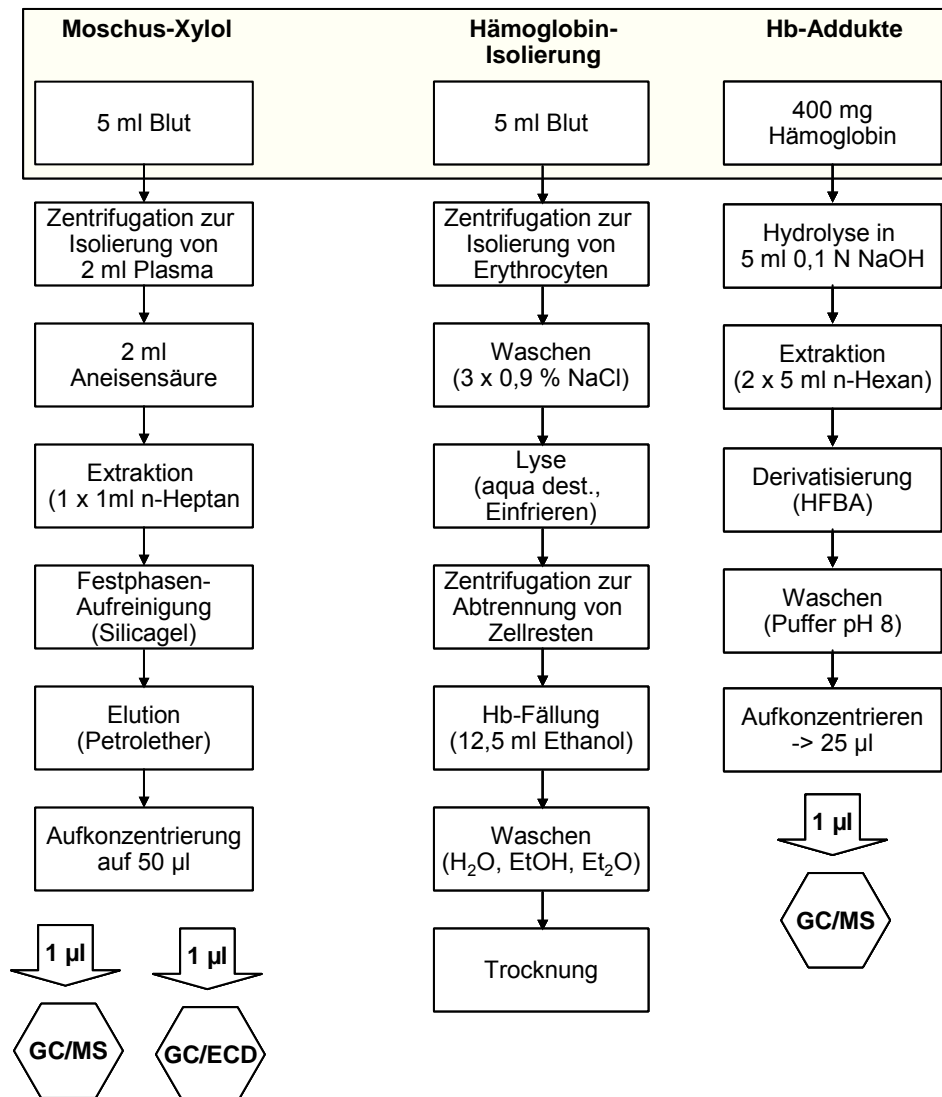 Moschus-Xylol
5 ml Blut
Zentrifugation zur
Isolierung von
2 ml Plasma
2 ml
Aneisensäure
Extraktion
(1 x 1ml n-Heptan
Festphasen-
Aufreinigung
(Silicagel)
Elution
(Petrolether)
Aufkonzentrierung
auf 50 µl
1 µl
GC/MS
1 µl
GC/ECD
Hämoglobin-
Isolierung
5 ml Blut
Zentrifugation zur
Isolierung von
Erythrocyten
Waschen
(3 x 0,9 % NaCl)
Lyse
(aqua dest.,
Einfrieren)
Zentrifugation zur
Abtrennung von
Zellresten
Hb-Fällung
(12,5 ml Ethanol)
Waschen
(H₂O, EtOH, Et₂O)
Trocknung
Hb-Addukte
400 mg
Hämoglobin
Hydrolyse in
5 ml 0,1 N NaOH
Extraktion
(2 x 5 ml n-Hexan)
Derivatisierung
(HFBA)
Waschen
(Puffer pH 8)
Aufkonzentrieren
-> 25 µl
1 µl
GC/MS